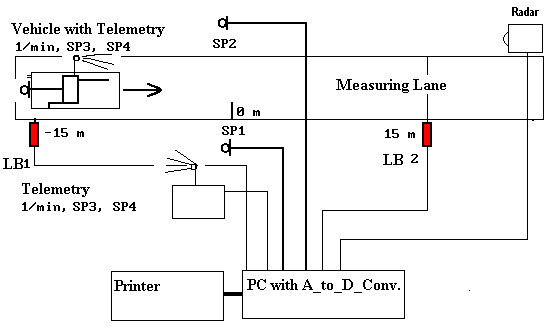 Radar
Vehicle with Telemetry
1/min, SP3, SP4
SP2
Measuring Lane
0 m
-15 m
SP1
15 m
LB1
LB 2
Telemetry
1/min, SP3, SP4
Printer
PC with A_to_D_Conv.